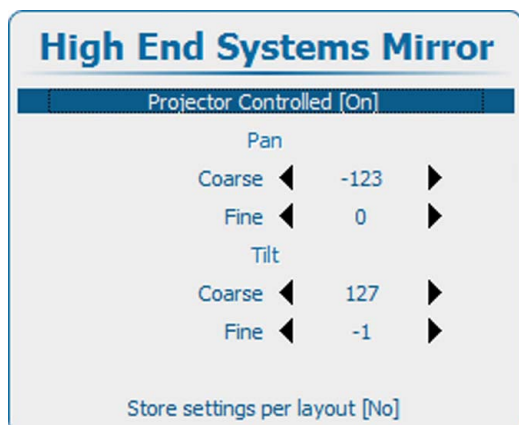 High End Systems Mirror
Projector Controlled [On]
Pan
Coarse -123
Fine 0
Tilt
Coarse 127
Fine -1
Store settings per layout [No]